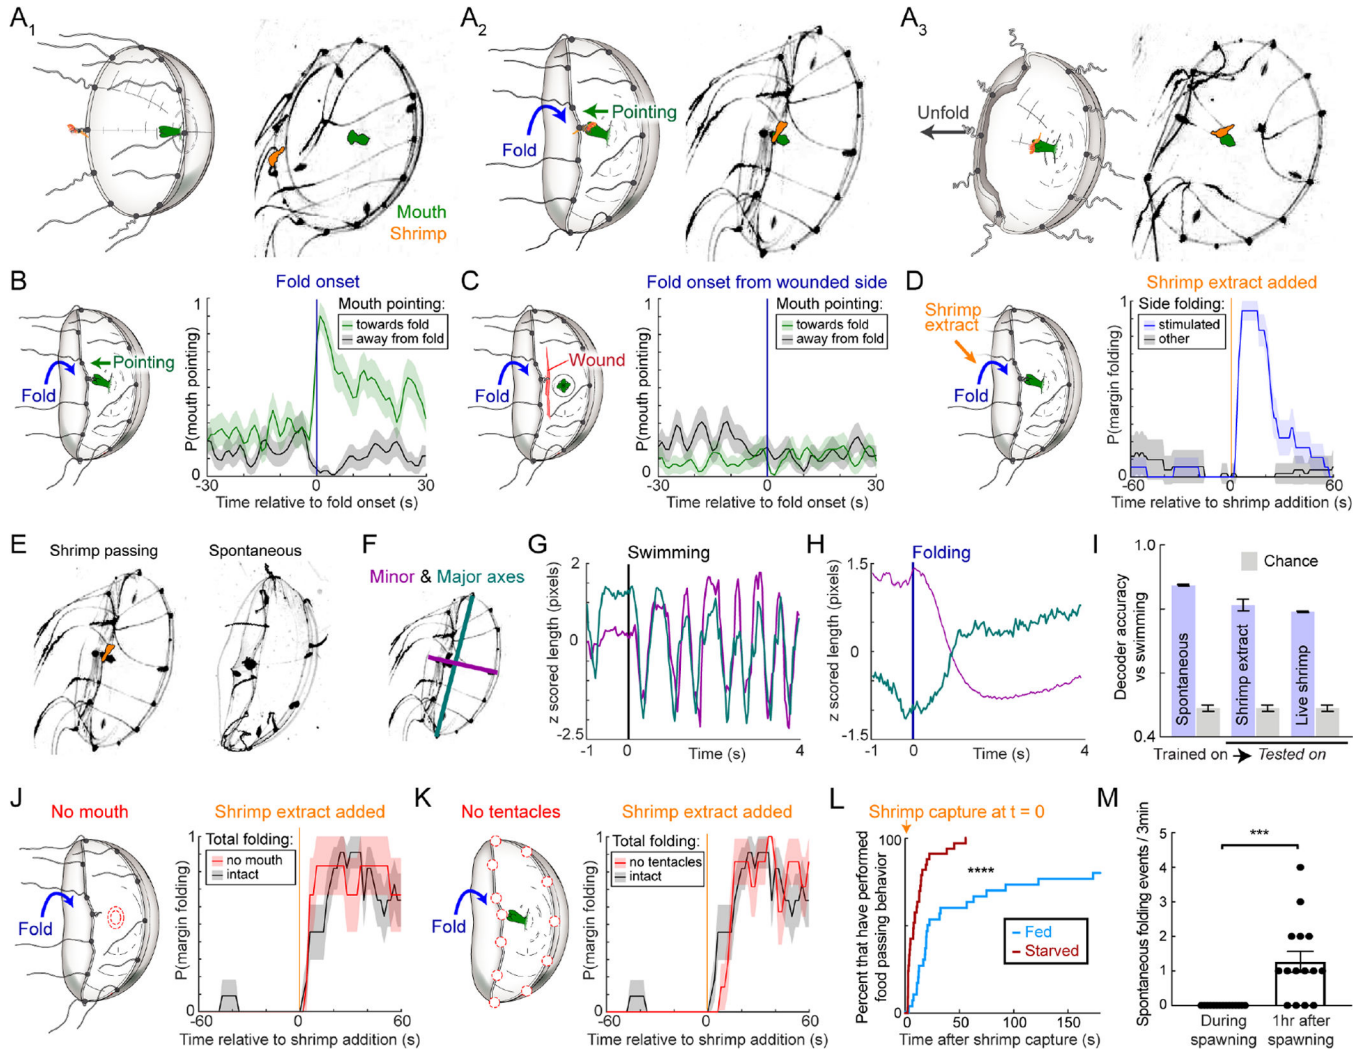 A1
A2
A3
Mouth
Shrimp
Fold
Pointing
Unfold
B
Fold onset
Mouth pointing:
towards fold
away from fold
Pointing
Fold
P(mouth pointing)
1
0
-30
0
30
Time relative to fold onset (s)
C
Fold onset from wounded side
Mouth pointing:
towards fold
away from fold
Wound
Fold
P(mouth pointing)
1
0
-30
0
30
Time relative to fold onset (s)
D
Shrimp extract added
Side folding:
stimulated
other
Shrimp
extract
Fold
P(margin folding)
1
0
-60
0
60
Time relative to shrimp addition (s)
E
Shrimp passing
Spontaneous
F
Minor & Major axes
G
Swimming
z scored length (pixels)
2
0
-2.5
-1
0
4
Time (s)
H
Folding
z scored length (pixels)
1.5
0
-1.5
-1
0
4
Time (s)
I
Chance
Decoder accuracy
vs swimming
1.0
0.4
Spontaneous
Shrimp extract
Live shrimp
Trained on
Tested on
J
No mouth
Shrimp extract added
Total folding:
no mouth
intact
Fold
P(margin folding)
1
0
-60
0
60
Time relative to shrimp addition (s)
K
No tentacles
Shrimp extract added
Total folding:
no tentacles
intact
Fold
P(margin folding)
1
0
-60
0
60
Time relative to shrimp addition (s)
L
Shrimp capture at t = 0
Percent that have performed
food passing behavior
100
80
60
40
20
0
****
Fed
Starved
0
50
100
150
Time after shrimp capture (s)
M
Spontaneous folding events / 3min
5
4
3
2
1
0
***
During
spawning
1hr after
spawning